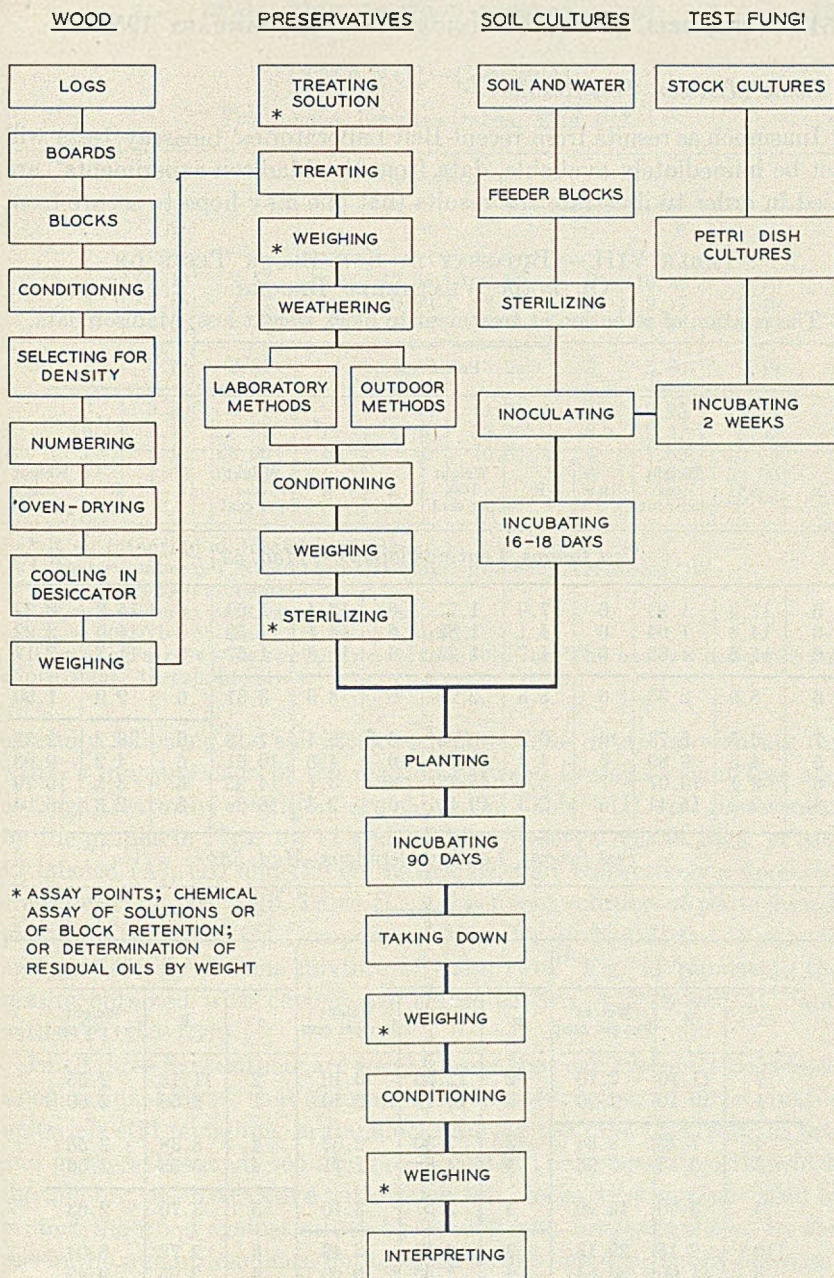 WOOD
LOGS
BOARDS
BLOCKS
CONDITIONING
SELECTING FOR
DENSITY
NUMBERING
OVEN-DRYING
COOLING IN
DESICCATOR
WEIGHING
PRESERVATIVES
TREATING
* SOLUTION
TREATING
* WEIGHING
WEATHERING
LABORATORY
METHODS
OUTDOOR
METHODS
CONDITIONING
WEIGHING
* STERILIZING
SOIL CULTURES
SOIL AND WATER
FEEDER BLOCKS
STERILIZING
INOCULATING
INCUBATING
16-18 DAYS
TEST FUNGI
STOCK CULTURES
PETRI DISH
CULTURES
INCUBATING
2 WEEKS
PLANTING
INCUBATING
90 DAYS
TAKING DOWN
* WEIGHING
CONDITIONING
* WEIGHING
INTERPRETING
* ASSAY POINTS; CHEMICAL
ASSAY OF SOLUTIONS OR
OF BLOCK RETENTION;
OR DETERMINATION OF
RESIDUAL OILS BY WEIGHT